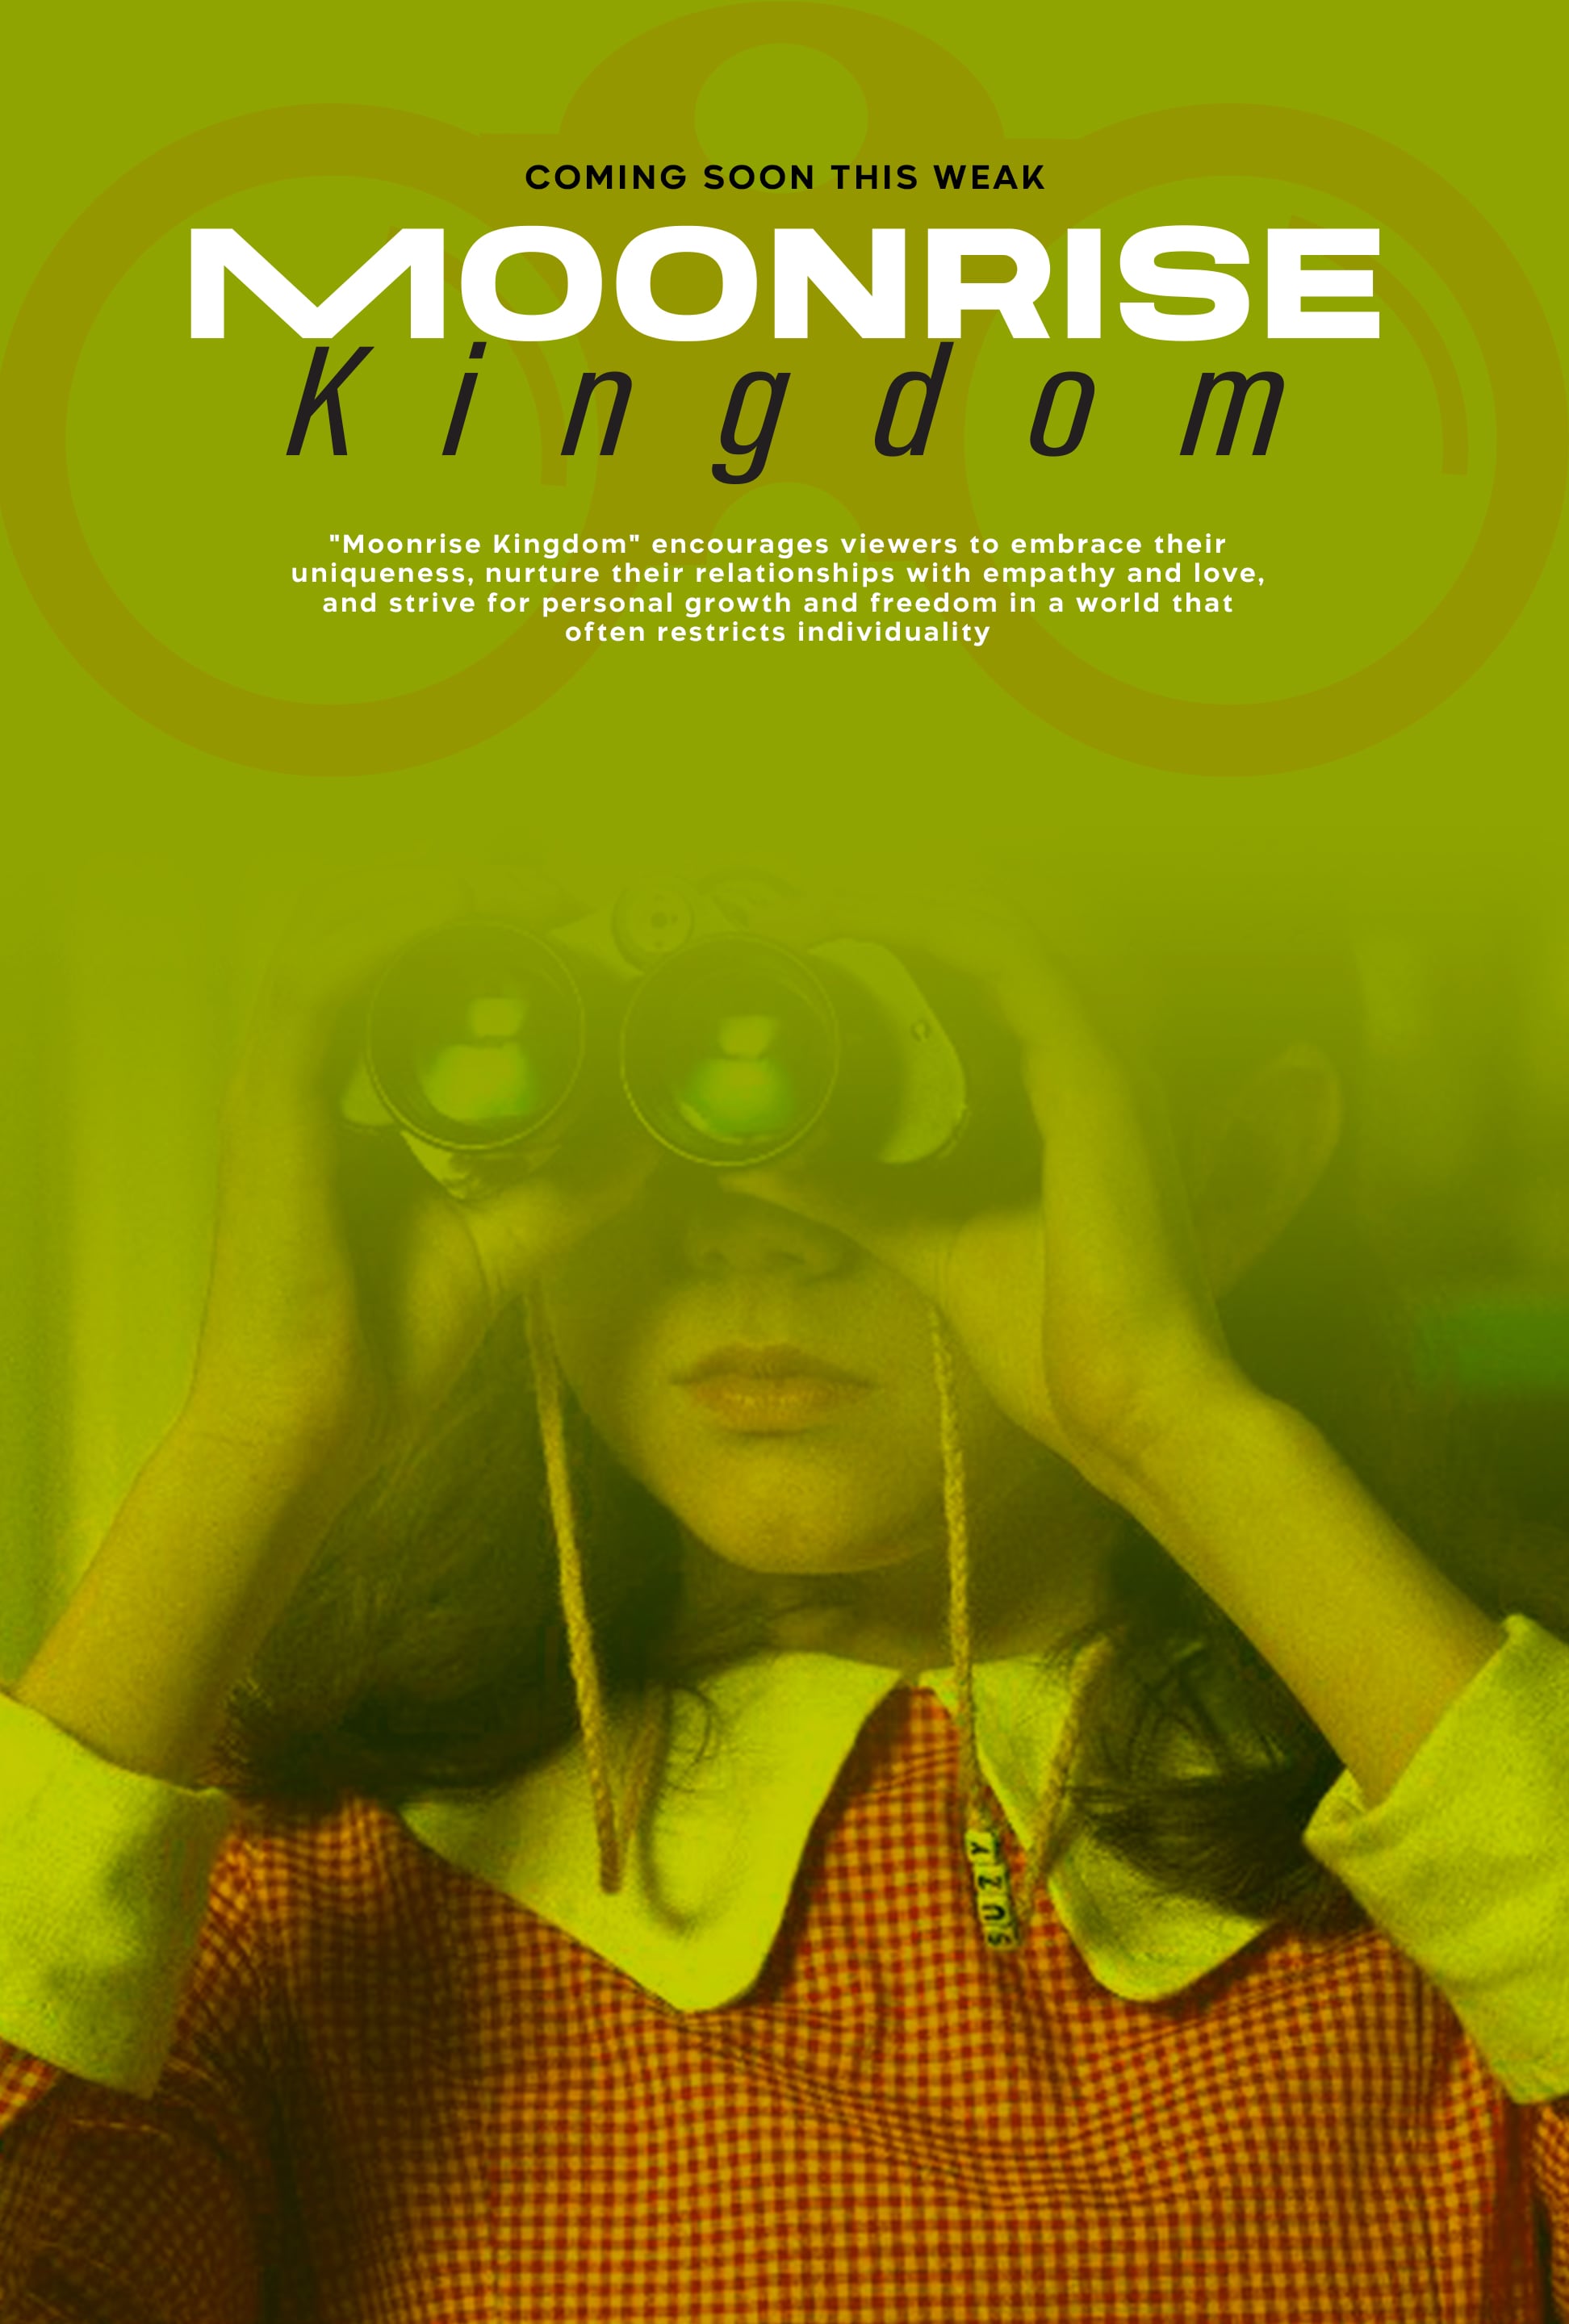 COMING SOON THIS WEAK
MOONRISE
Kingdom
"Moonrise Kingdom" encourages viewers to embrace their
uniqueness, nurture their relationships with empathy and love,
and strive for personal growth and freedom in a world that
often restricts individuality
SUZY